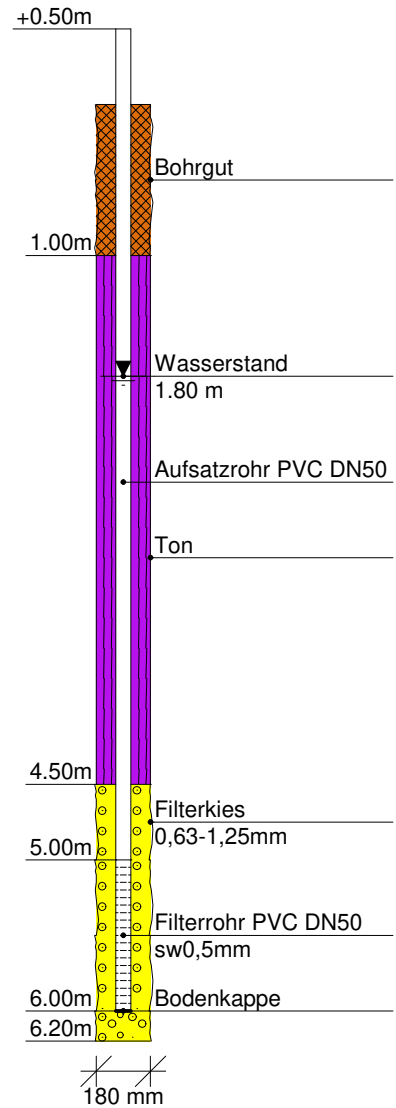 +0.50m
Bohrgut
1.00m
Wasserstand
1.80 m
Aufsatzrohr PVC DN50
Ton
4.50m
Filterkies
0,63-1,25mm
5.00m
Filterrohr PVC DN50
sw0,5mm
6.00m
Bodenkappe
6.20m
180 mm